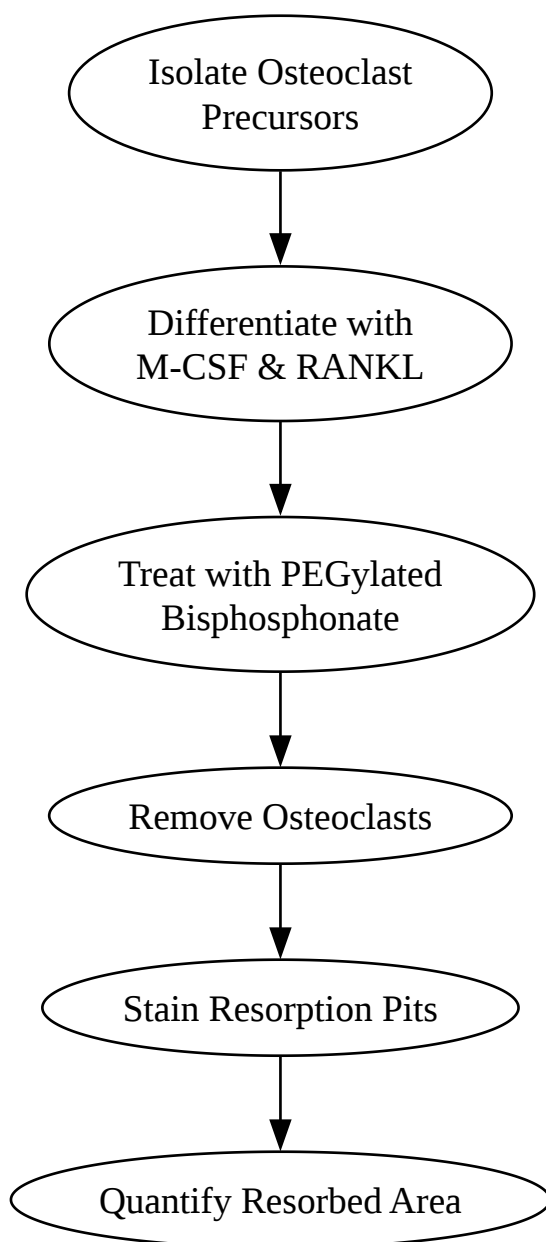 Isolate Osteoclast
Precursors
Differentiate with
M-CSF & RANKL
Treat with PEGylated
Bisphosphonate
Remove Osteoclasts
Stain Resorption Pits
Quantify Resorbed Area